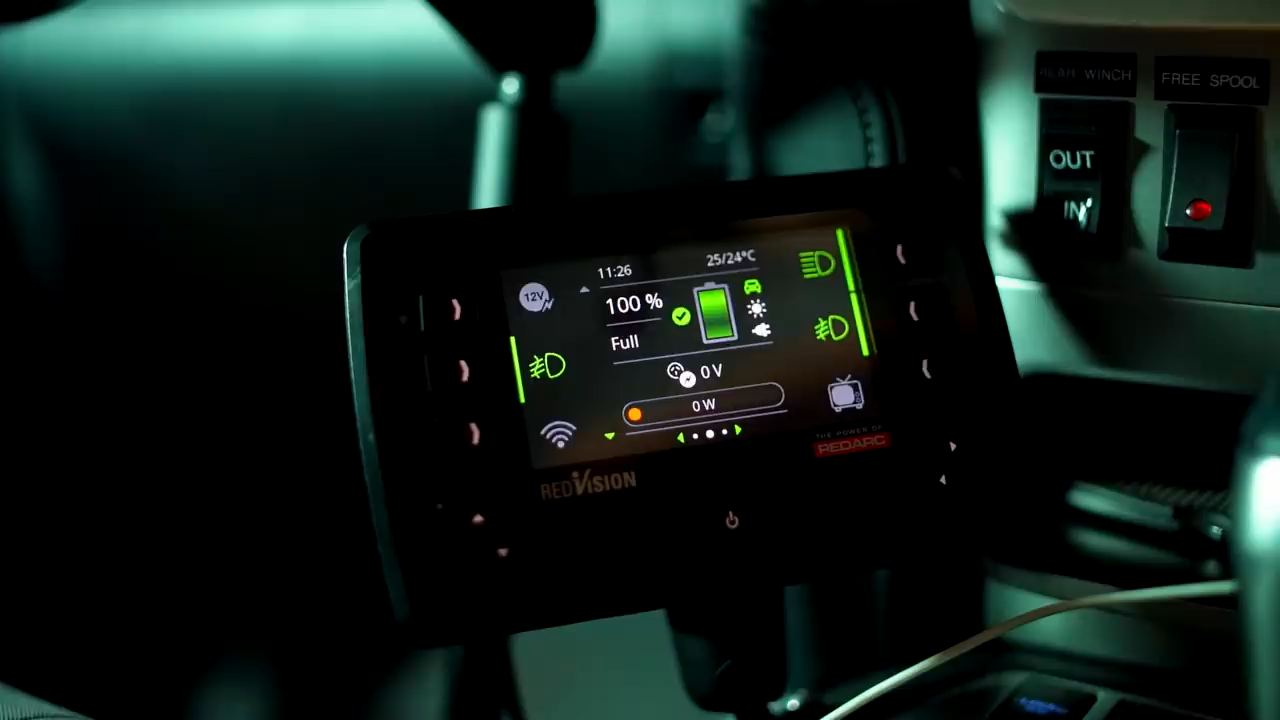 REAR WINCH
FREE SPOOL
OUT
IN
11:26
25/24°C
12V
100 %
Full
0 V
0 W
THE POWER OF
REDARC
REDVISION